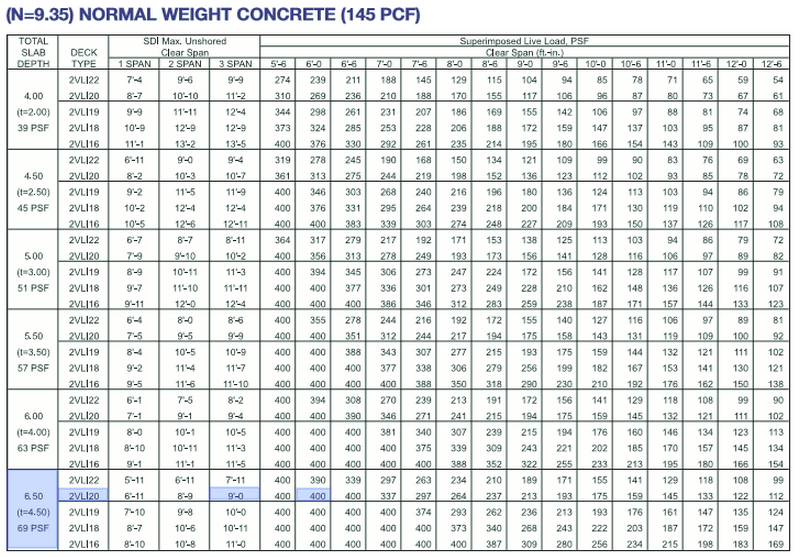 (N=9.35) NORMAL WEIGHT CONCRETE (145 PCF)
TOTAL SDI Max. Unshored Superimposed Live Load, PSF
SLAB DECK Clear Span Clear Span (ft.-in.)
DEPTH TYPE 1 SPAN 2 SPAN 3 SPAN 5'-6 6'-0 6'-6 7'-0 7'-6 8'-0 8'-6 9'-0 9'-6 10'-0 10'-6 11'-0 11'-6 12'-0 12'-6
2VLI22 7'-4 9'-6 9'-9 274 239 211 188 145 129 115 104 94 85 78 71 65 59 54
4.00 2VLI20 8'-7 10'-10 11'-2 310 269 236 210 188 170 155 117 106 96 87 80 73 67 61
(t=2.00) 2VLI19 9'-9 11'-11 12'-4 344 298 261 231 207 186 169 155 142 106 97 88 81 74 68
39 PSF 2VLI18 10'-9 12'-9 12'-9 373 324 285 253 228 206 188 172 159 147 137 103 95 87 81
2VLI16 11'-1 13'-2 13'-5 400 376 330 292 261 235 214 195 180 166 154 143 109 100 93
2VLI22 6'-11 9'-0 9'-4 319 278 245 190 168 150 134 121 109 99 90 83 76 69 63
4.50 2VLI20 8'-2 10'-3 10'-7 361 313 275 244 219 198 152 136 123 112 102 93 85 78 72
(t=2.50) 2VLI19 9'-2 11'-5 11'-9 400 346 303 268 240 216 196 180 136 124 113 103 94 86 79
45 PSF 2VLI18 10'-2 12'-4 12'-4 400 376 331 295 264 239 218 200 184 171 130 119 110 102 94
2VLI16 10'-5 12'-6 12'-11 400 400 383 339 303 274 248 227 209 193 150 137 126 117 108
2VLI22 6'-7 8'-7 8'-11 364 317 279 217 192 171 153 138 125 113 103 94 86 79 72
5.00 2VLI20 7'-9 9'-10 10'-2 400 356 313 278 249 193 173 156 141 128 116 106 97 89 82
(t=3.00) 2VLI19 8'-9 10'-11 11'-3 400 394 345 306 273 247 224 172 156 141 128 117 107 99 91
51 PSF 2VLI18 9'-7 11'-10 11'-11 400 400 377 336 301 273 249 228 210 162 148 136 126 116 107
2VLI16 9'-11 12'-0 12'-4 400 400 400 386 346 312 283 259 238 187 171 157 144 133 123
2VLI22 6'-4 8'-0 8'-6 400 355 278 244 216 192 172 155 140 127 116 106 97 89 81
5.50 2VLI20 7'-5 9'-5 9'-9 400 400 351 312 244 217 194 175 158 143 131 119 109 100 92
(t=3.50) 2VLI19 8'-4 10'-5 10'-9 400 400 388 343 307 277 215 193 175 159 144 132 121 111 102
57 PSF 2VLI18 9'-2 11'-5 11'-7 400 400 400 377 338 306 279 256 199 182 167 153 141 130 121
2VLI16 9'-5 11'-6 11'-10 400 400 400 400 388 350 318 290 230 210 192 176 162 150 138
2VLI22 6'-1 7'-5 8'-2 400 394 308 270 239 213 191 172 156 141 129 118 108 99 90
6.00 2VLI20 7'-1 9'-1 9'-4 400 400 390 346 271 241 215 194 175 159 145 132 121 111 102
(t=4.00) 2VLI19 8'-0 10'-1 10'-5 400 400 400 381 340 307 239 215 194 176 160 146 134 123 113
63 PSF 2VLI18 8'-10 10'-11 11'-3 400 400 400 400 375 339 309 243 221 202 185 170 157 145 134
2VLI16 9'-1 11'-1 11'-5 400 400 400 400 400 388 352 322 255 233 213 195 180 166 154
2VLI22 5'-11 6'-11 7'-11 400 390 339 297 263 234 210 189 171 155 141 129 118 108 99
6.50 2VLI20 6'-11 8'-9 9'-0 400 400 400 337 297 264 237 213 193 175 159 145 133 122 112
(t=4.50) 2VLI19 7'-10 9'-8 10'-0 400 400 400 400 374 293 262 236 213 193 176 161 147 135 124
69 PSF 2VLI18 8'-7 10'-6 10'-11 400 400 400 400 400 373 340 268 243 222 203 187 172 159 147
2VLI16 8'-10 10'-8 11'-0 400 400 400 400 400 400 387 309 280 256 234 215 198 183 169